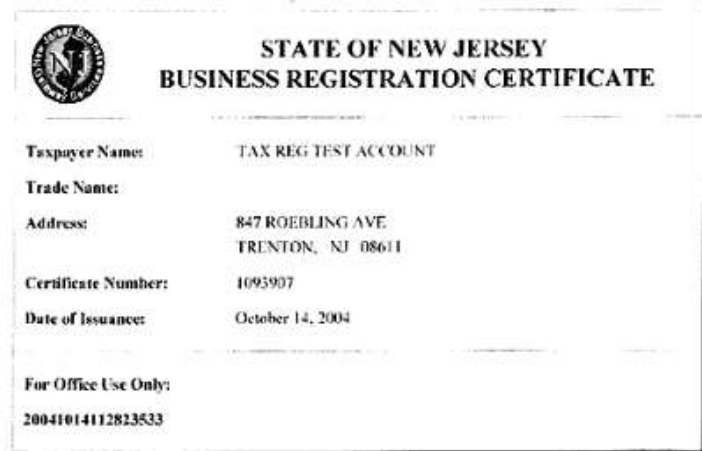 STATE OF NEW JERSEY
BUSINESS REGISTRATION CERTIFICATE
Taxpayer Name: TAX REG TEST ACCOUNT
Trade Name:
Address: 847 ROEBLING AVE
TRENTON, NJ 08611
Certificate Number: 1093907
Date of Issuance: October 14, 2004
For Office Use Only:
20041014112823533